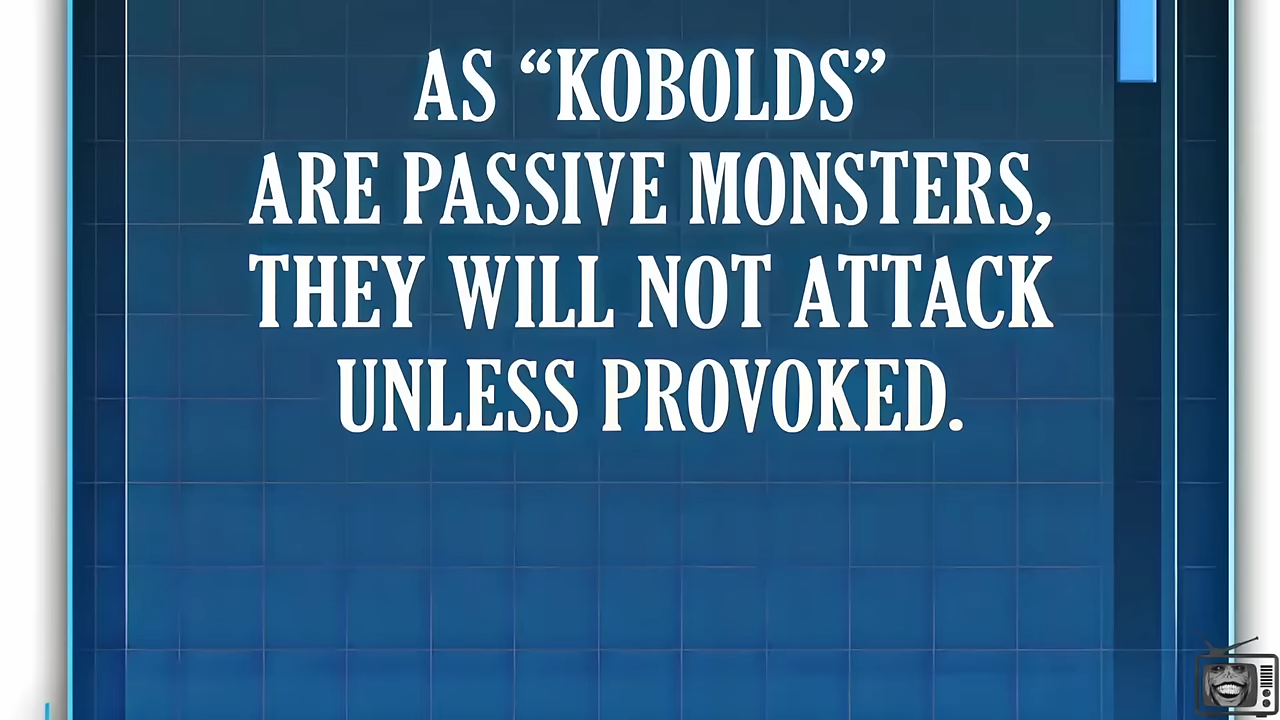 AS “KOBOLDS”
ARE PASSIVE MONSTERS,
THEY WILL NOT ATTACK
UNLESS PROVOKED.